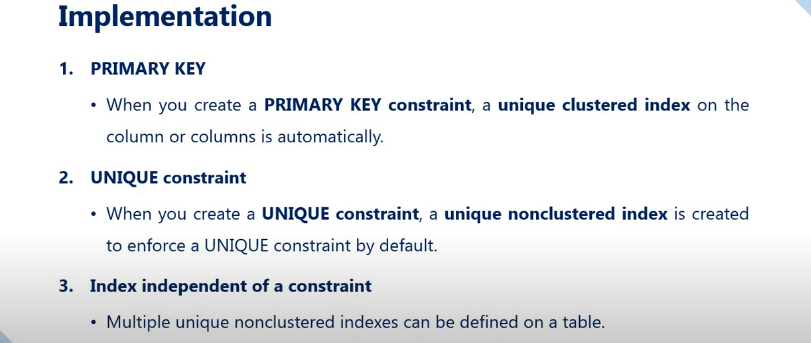 Implementation
1. PRIMARY KEY
• When you create a PRIMARY KEY constraint, a unique clustered index on the
column or columns is automatically.
2. UNIQUE constraint
• When you create a UNIQUE constraint, a unique nonclustered index is created
to enforce a UNIQUE constraint by default.
3. Index independent of a constraint
• Multiple unique nonclustered indexes can be defined on a table.